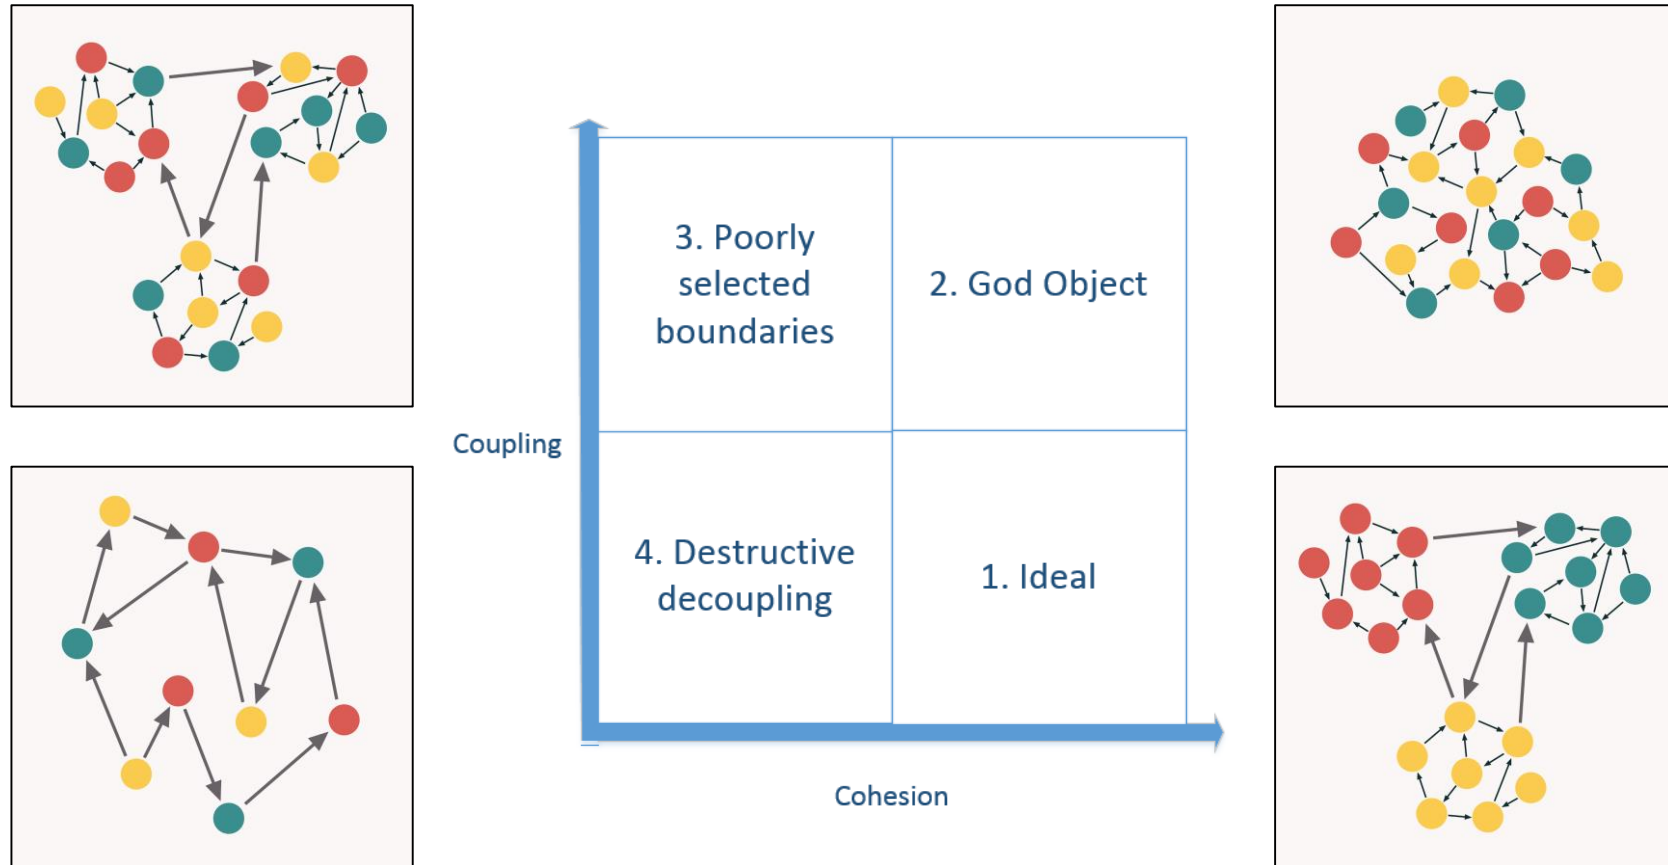 3. Poorly
selected
boundaries
2. God Object
Coupling
4. Destructive
decoupling
1. Ideal
Cohesion